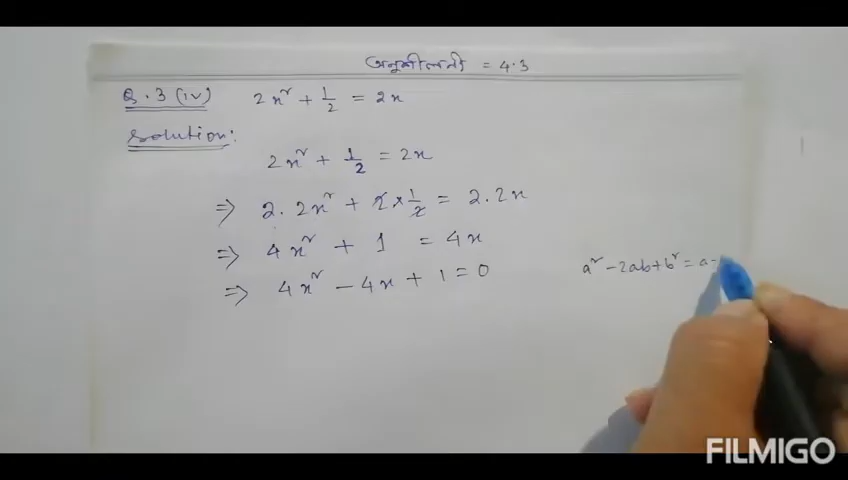 অনুশীলনী = 4.3
Q.3 (iv) 2x² + 1/2 = 2x
Solution:
2x² + 1/2 = 2x
⇒ 2. 2x² + 2 × 1/2 = 2.2x
⇒ 4x² + 1 = 4x
⇒ 4x² - 4x + 1 = 0
a² - 2ab + b² = a -
FILMIGO